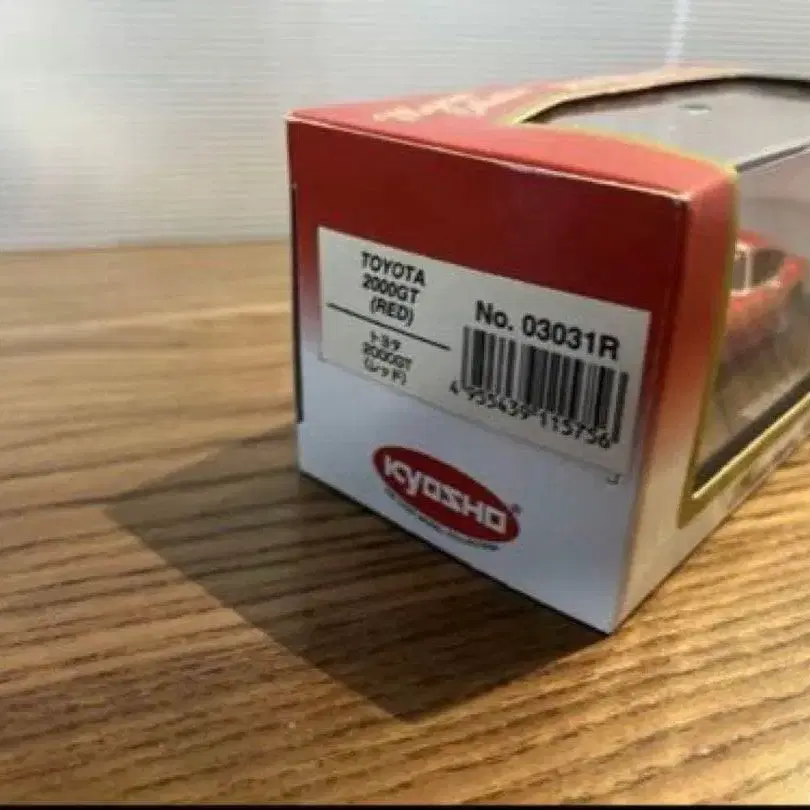 TOYOTA
2000GT
(RED)
トヨタ
2000GT
(レッド)
No. 03031R
4 955439 115756
KYOSHO